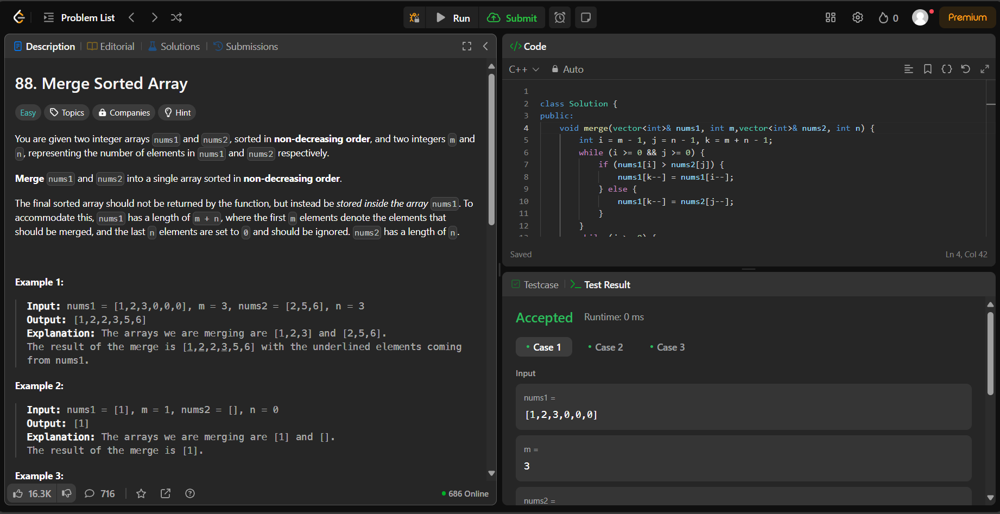 Problem List
Run
Submit
0
Premium
Description
Editorial
Solutions
Submissions
88. Merge Sorted Array
Easy
Topics
Companies
Hint
You are given two integer arrays nums1 and nums2, sorted in non-decreasing order, and two integers m and
n, representing the number of elements in nums1 and nums2 respectively.
Merge nums1 and nums2 into a single array sorted in non-decreasing order.
The final sorted array should not be returned by the function, but instead be stored inside the array nums1. To
accommodate this, nums1 has a length of m + n, where the first m elements denote the elements that
should be merged, and the last n elements are set to 0 and should be ignored. nums2 has a length of n.
Example 1:
Input: nums1 = [1,2,3,0,0,0], m = 3, nums2 = [2,5,6], n = 3
Output: [1,2,2,3,5,6]
Explanation: The arrays we are merging are [1,2,3] and [2,5,6].
The result of the merge is [1,2,2,3,5,6] with the underlined elements coming
from nums1.
Example 2:
Input: nums1 = [1], m = 1, nums2 = [], n = 0
Output: [1]
Explanation: The arrays we are merging are [1] and [].
The result of the merge is [1].
Example 3:
16.3K
716
686 Online
</> Code
C++
Auto
1
2 class Solution {
3 public:
4 void merge(vector<int>& nums1, int m,vector<int>& nums2, int n) {
5 int i = m - 1, j = n - 1, k = m + n - 1;
6 while (i >= 0 && j >= 0) {
7 if (nums1[i] > nums2[j]) {
8 nums1[k--] = nums1[i--];
9 } else {
10 nums1[k--] = nums2[j--];
11 }
12 }
Saved
Ln 4, Col 42
Testcase
Test Result
Accepted
Runtime: 0 ms
Case 1
Case 2
Case 3
Input
nums1 =
[1,2,3,0,0,0]
m =
3
nums2 =